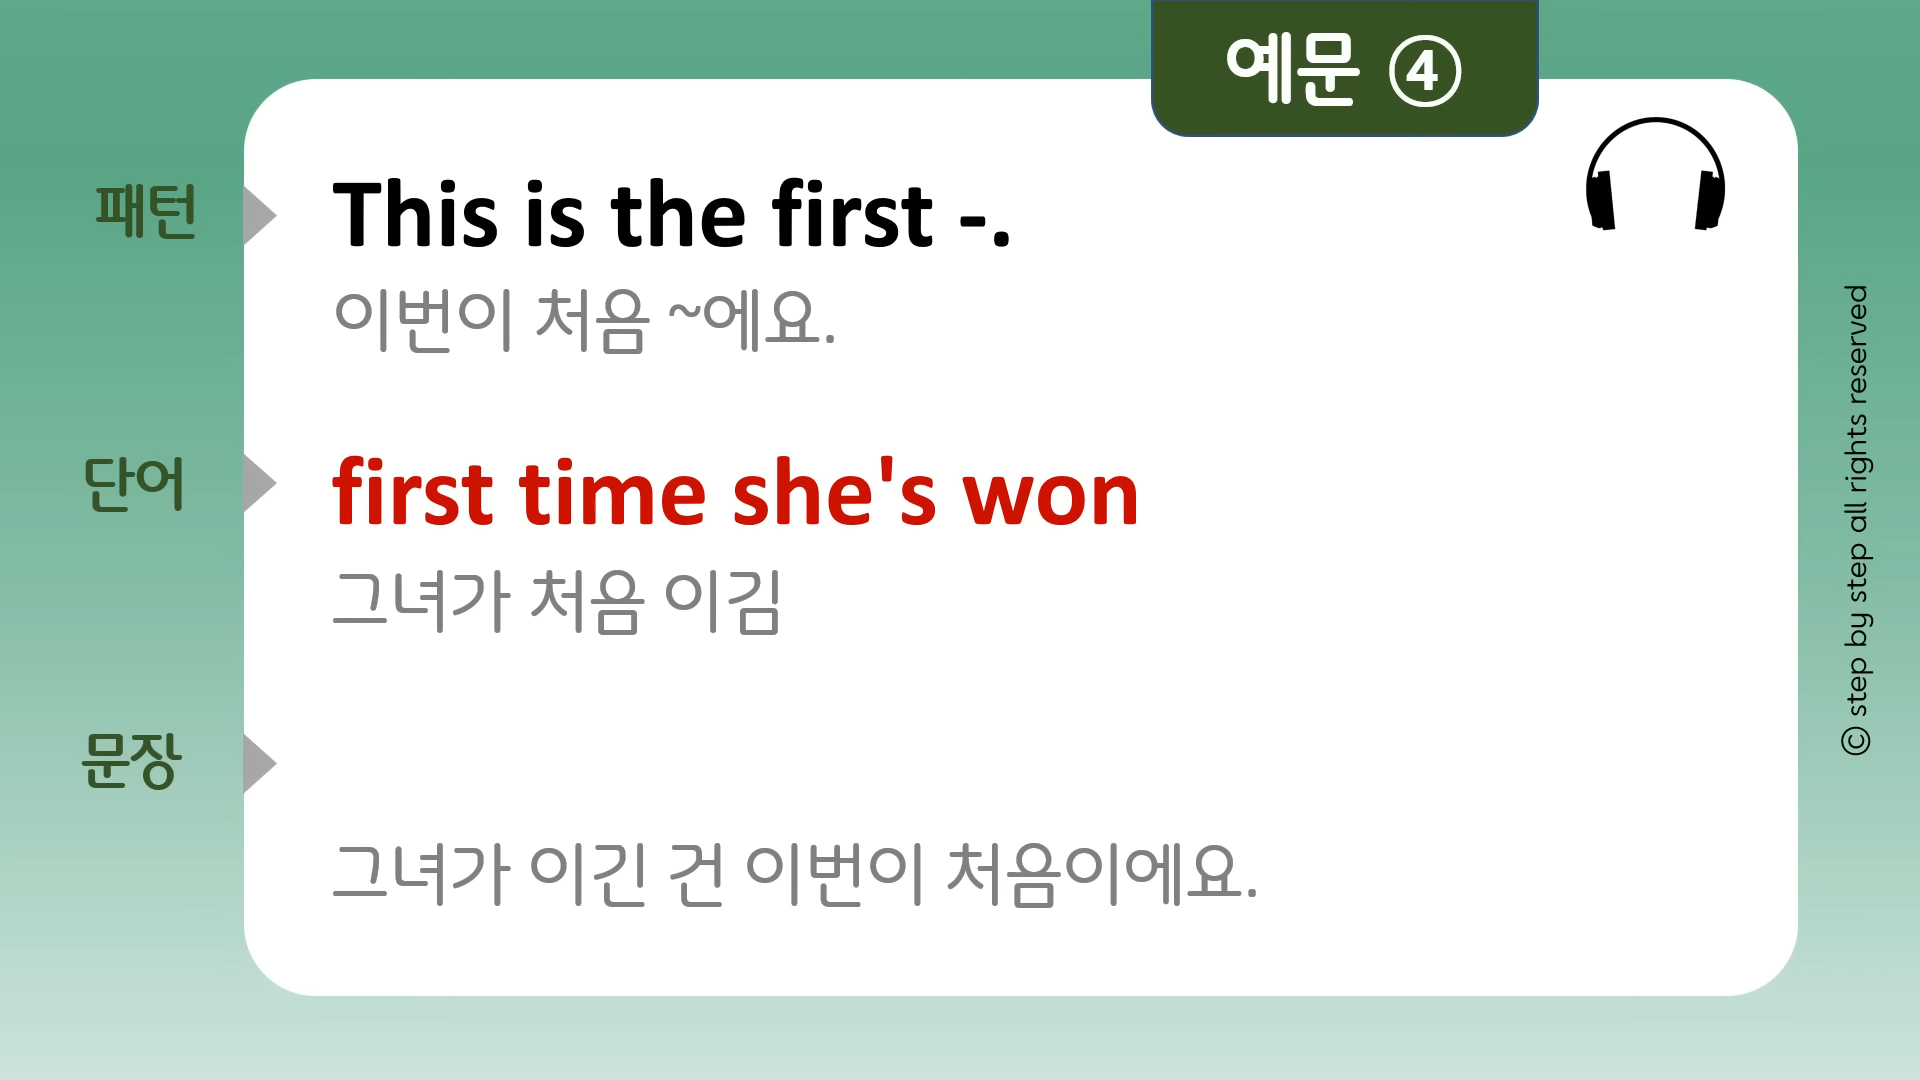 예문 ④
패턴
This is the first -.
이번이 처음 ~에요.
단어
first time she's won
그녀가 처음 이김
문장
그녀가 이긴 건 이번이 처음이에요.
© step by step all rights reserved